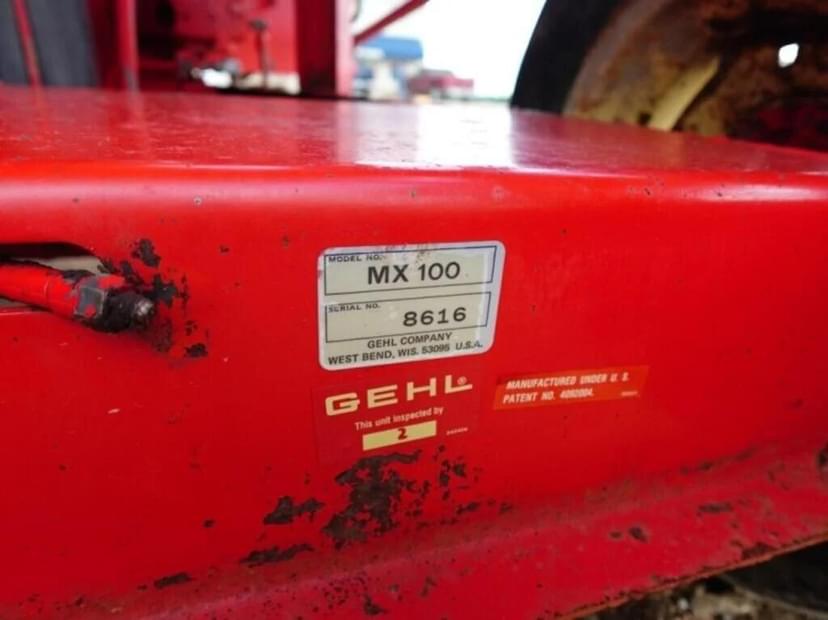 MODEL NO.
MX 100
SERIAL NO.
8616
GEHL COMPANY
WEST BEND, WIS. 53095 U.S.A.
GEHL®
This unit inspected by
2
MANUFACTURED UNDER U. S.
PATENT NO. 4092004.